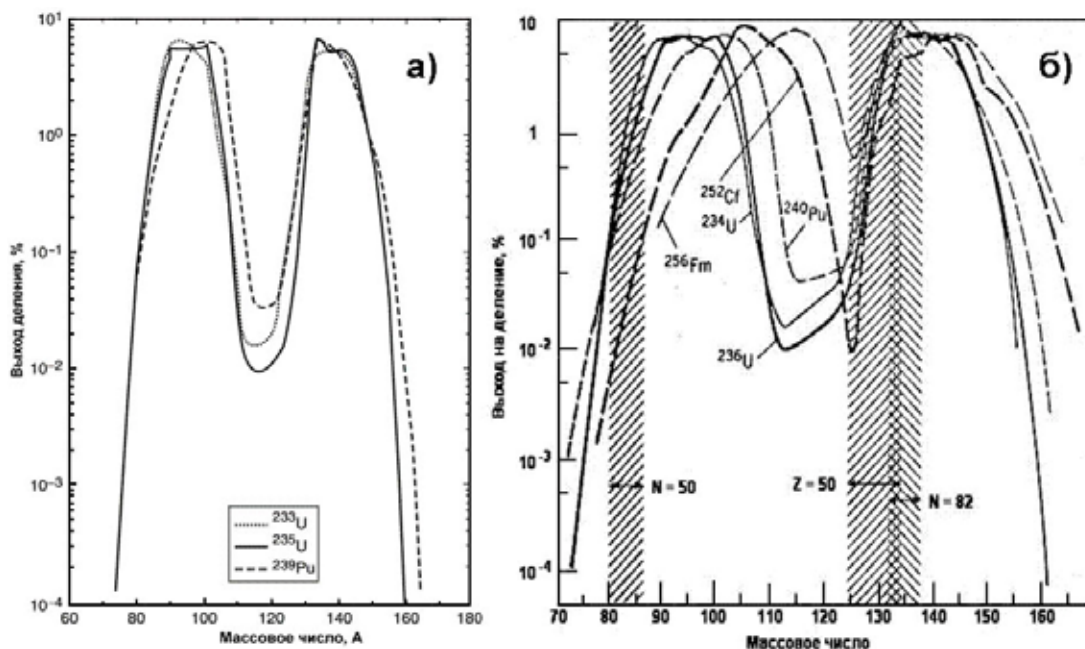 а)
Выход деления, %
10¹
10⁰
10⁻¹
10⁻²
10⁻³
10⁻⁴
²³³U
²³⁵U
²³⁹Pu
60 80 100 120 140 160 180
Массовое число, А
б)
Выход на деление, %
10
1
10⁻¹
10⁻²
10⁻³
10⁻⁴
²⁵²Cf
²³⁴U
²⁴⁰Pu
²⁵⁶Fm
²³⁶U
N = 50
Z = 50
N = 82
70 80 90 100 110 120 130 140 150 160
Массовое число